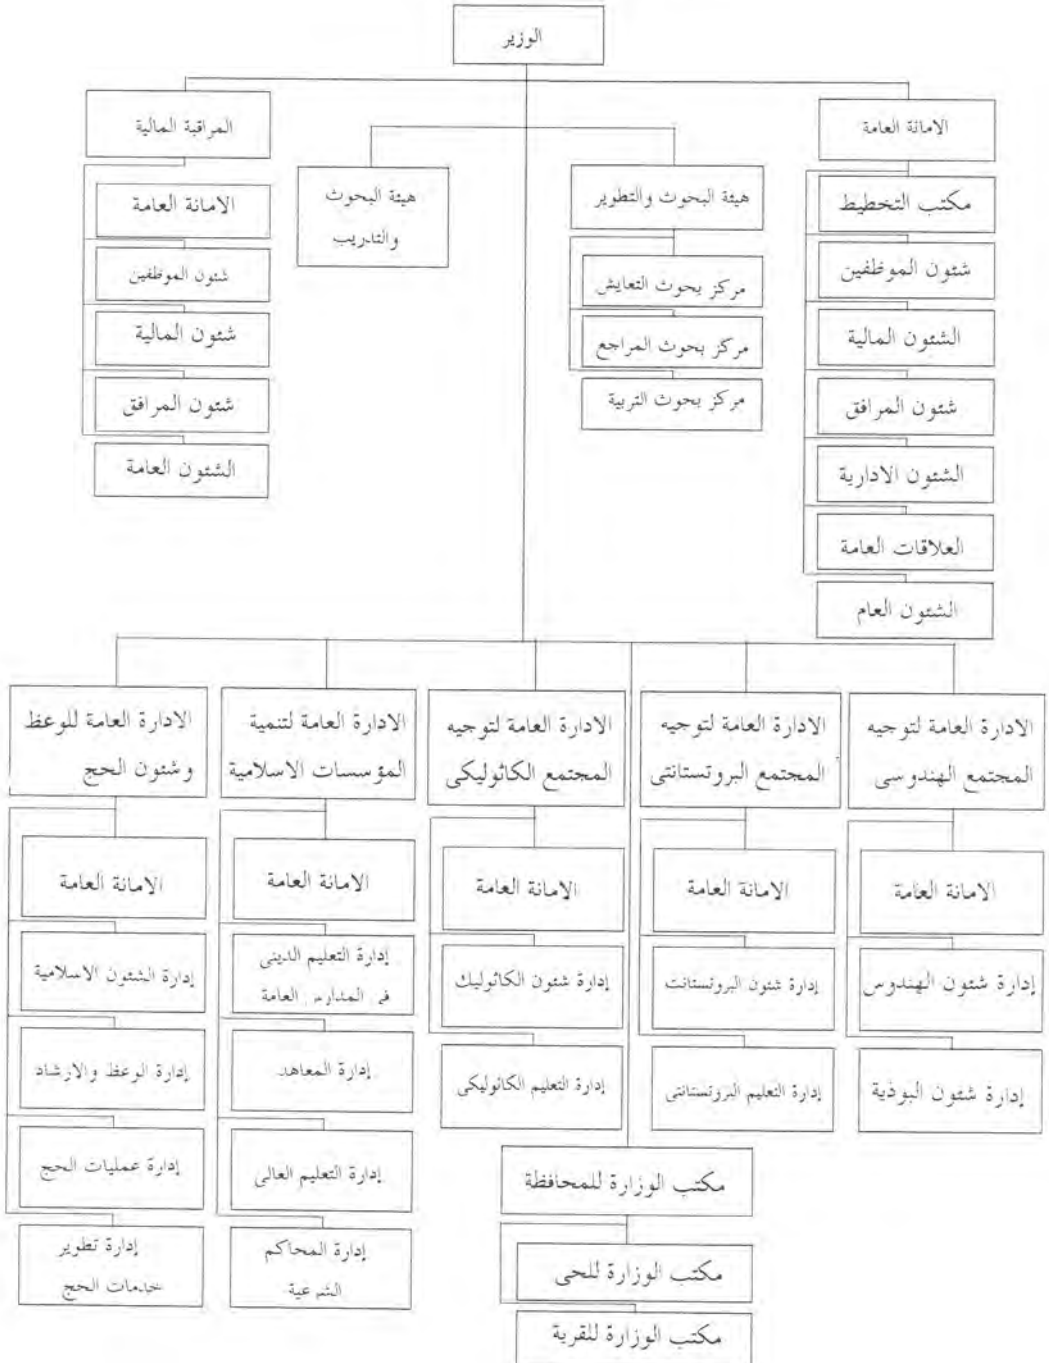 الوزير
الامانة العامة
مكتب التخطيط
شئون الموظفين
الشئون المالية
شئون المرافق
الشئون الادارية
العلاقات العامة
الشئون العام
هيئة البحوث والتطوير
مركز بحوث التعايش
مركز بحوث المراجع
مركز بحوث التربية
هيئة البحوث
والتدريب
المراقبة المالية
الامانة العامة
شئون الموظفين
شئون المالية
شئون المرافق
الشئون العامة
الادارة العامة لتوجيه
المجتمع الهندوسى
الامانة العامة
إدارة شئون الهندوس
إدارة شئون البوذية
الادارة العامة لتوجيه
المجتمع البروتستانتى
الامانة العامة
إدارة شئون البروتستانت
إدارة التعليم البروتستانتى
الادارة العامة لتوجيه
المجتمع الكاثوليكى
الامانة العامة
إدارة شئون الكاثوليك
إدارة التعليم الكاثوليكى
الادارة العامة لتنمية
المؤسسات الاسلامية
الامانة العامة
إدارة التعليم الدينى
فى المدارس العامة
إدارة المعاهد
إدارة التعليم العالى
إدارة المحاكم
الشرعية
الادارة العامة للوعظ
وشئون الحج
الامانة العامة
إدارة الشئون الاسلامية
إدارة الوعظ والارشاد
إدارة عمليات الحج
إدارة تطوير
خدمات الحج
مكتب الوزارة للمحافظة
مكتب الوزارة للحى
مكتب الوزارة للقرية